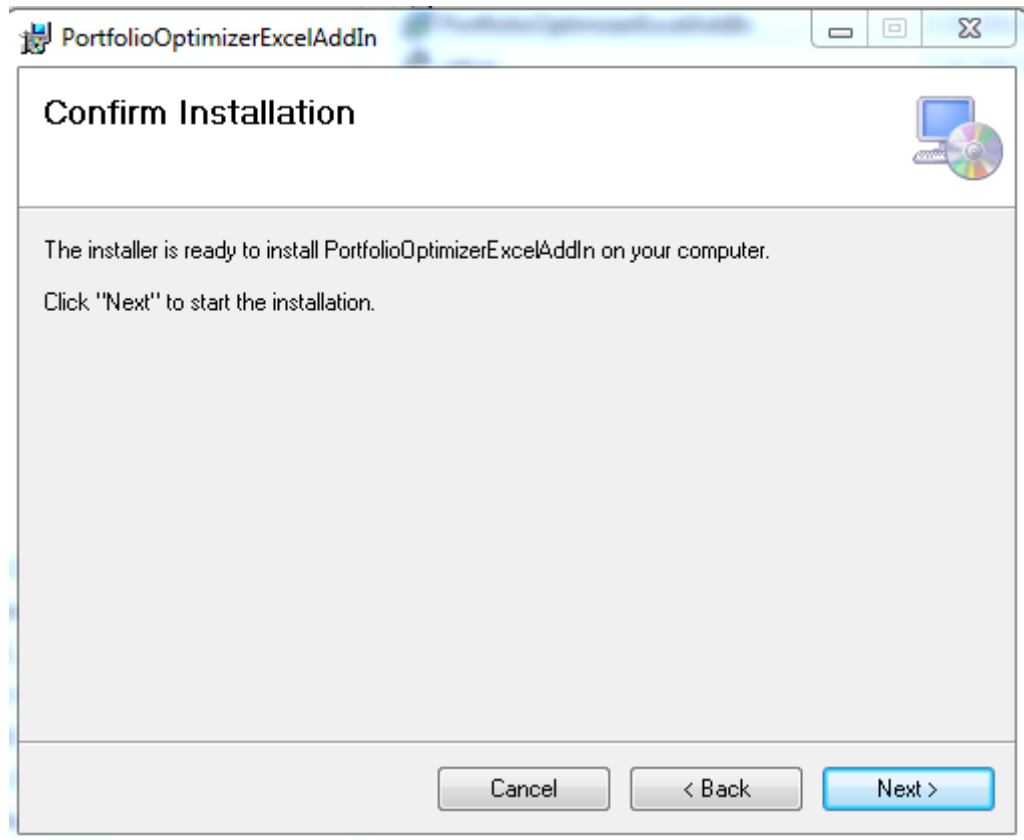 PortfolioOptimizerExcelAddIn
Confirm Installation
The installer is ready to install PortfolioOptimizerExcelAddIn on your computer.
Click "Next" to start the installation.
Cancel
< Back
Next >